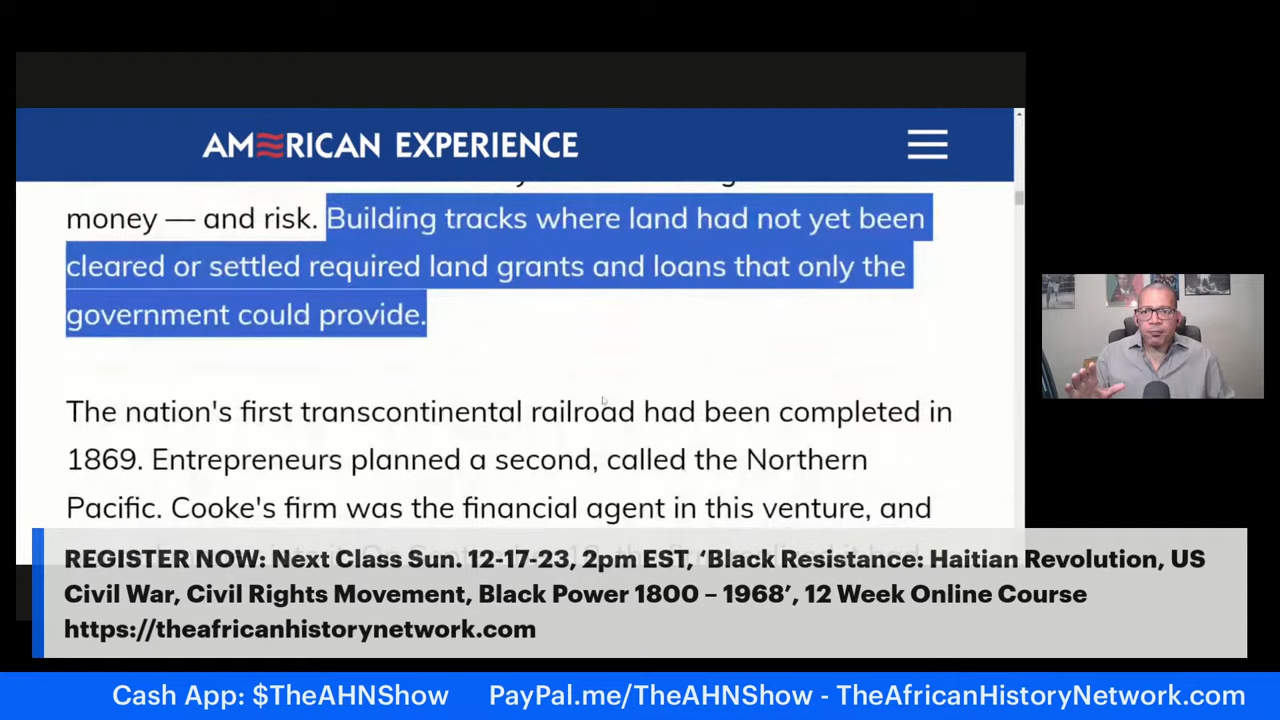 AMERICAN EXPERIENCE
money — and risk. Building tracks where land had not yet been
cleared or settled required land grants and loans that only the
government could provide.
The nation's first transcontinental railroad had been completed in
1869. Entrepreneurs planned a second, called the Northern
Pacific. Cooke's firm was the financial agent in this venture, and
REGISTER NOW: Next Class Sun. 12-17-23, 2pm EST, ‘Black Resistance: Haitian Revolution, US
Civil War, Civil Rights Movement, Black Power 1800 – 1968’, 12 Week Online Course
https://theafricanhistorynetwork.com
Cash App: $TheAHNShow PayPal.me/TheAHNShow - TheAfricanHistoryNetwork.com